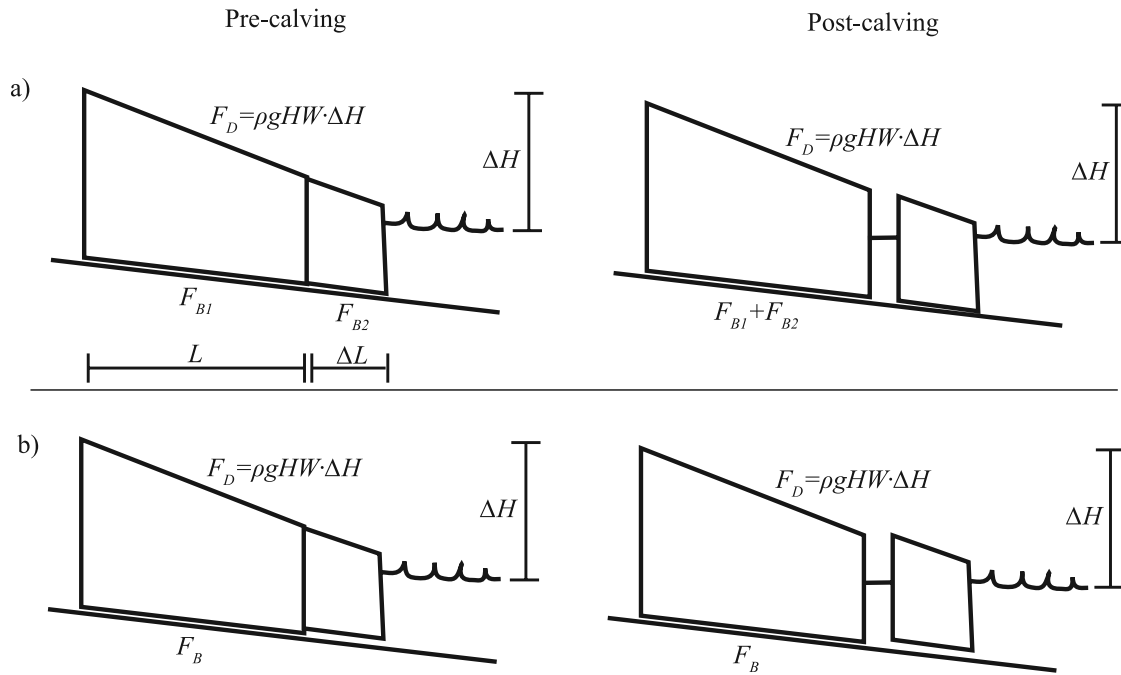 Pre-calving Post-calving
a)
F_D=ρgHW·ΔH ΔH F_D=ρgHW·ΔH ΔH
F_B1 F_B2 F_B1+F_B2
L ΔL
b)
F_D=ρgHW·ΔH ΔH F_D=ρgHW·ΔH ΔH
F_B F_B